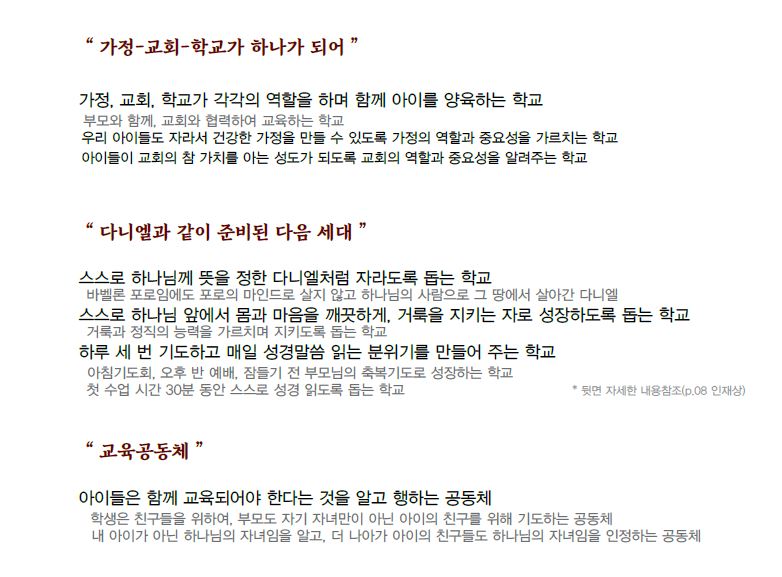 “ 가정-교회-학교가 하나가 되어 ”
가정, 교회, 학교가 각각의 역할을 하며 함께 아이를 양육하는 학교
부모와 함께, 교회와 협력하여 교육하는 학교
우리 아이들도 자라서 건강한 가정을 만들 수 있도록 가정의 역할과 중요성을 가르치는 학교
아이들이 교회의 참 가치를 아는 성도가 되도록 교회의 역할과 중요성을 알려주는 학교
“ 다니엘과 같이 준비된 다음 세대 ”
스스로 하나님께 뜻을 정한 다니엘처럼 자라도록 돕는 학교
바벨론 포로임에도 포로의 마인드로 살지 않고 하나님의 사람으로 그 땅에서 살아간 다니엘
스스로 하나님 앞에서 몸과 마음을 깨끗하게, 거룩을 지키는 자로 성장하도록 돕는 학교
거룩과 정직의 능력을 가르치며 지키도록 돕는 학교
하루 세 번 기도하고 매일 성경말씀 읽는 분위기를 만들어 주는 학교
아침기도회, 오후 반 예배, 잠들기 전 부모님의 축복기도로 성장하는 학교
첫 수업 시간 30분 동안 스스로 성경 읽도록 돕는 학교
* 뒷면 자세한 내용참조(p.08 인재상)
“ 교육공동체 ”
아이들은 함께 교육되어야 한다는 것을 알고 행하는 공동체
학생은 친구들을 위하여, 부모도 자기 자녀만이 아닌 아이의 친구를 위해 기도하는 공동체
내 아이가 아닌 하나님의 자녀임을 알고, 더 나아가 아이의 친구들도 하나님의 자녀임을 인정하는 공동체